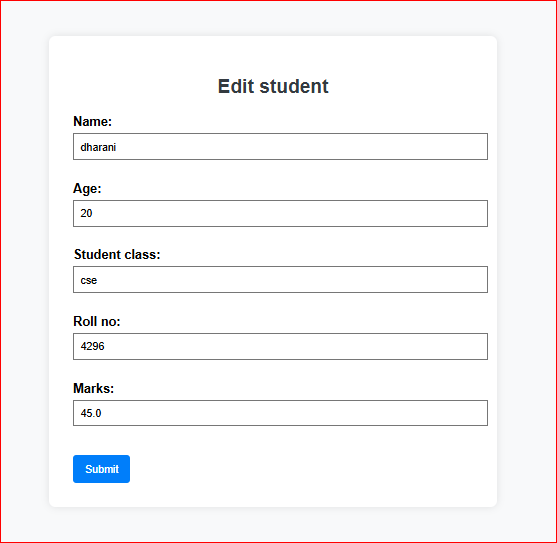 Edit student
Name:
dharani
Age:
20
Student class:
cse
Roll no:
4296
Marks:
45.0
Submit